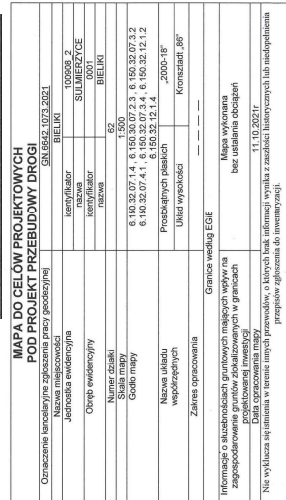 MAPA DO CELÓW PROJEKTOWYCH
POD PROJEKT PRZEBUDOWY DROGI
Oznaczenie kancelaryjne zgłoszenia pracy geodezyjnej GN.6642.1073.2021
Nazwa miejscowości BIELIKI
Jednostka ewidencyjna identyfikator 100908_2
nazwa SULMIERZYCE
Obręb ewidencyjny identyfikator 0001
nazwa BIELIKI
Numer działki 62
Skala mapy 1:500
Godło mapy 6.150.32.07.1.4 , 6.150.30.07.2.3 , 6.150.32.07.3.2
6.150.32.07.4.1 , 6.150.32.07.3.4 , 6.150.32.12.1.2
6.150.32.12.1.4
Nazwa układu współrzędnych Prostokątnych płaskich „2000-18"
Układ wysokości Kronsztadt „86"
Zakres opracowania
Granice według EGiB
Informacje o służebnościach gruntowych mających wpływ na
zagospodarowanie gruntów zlokalizowanych w granicach
projektowanej inwestycji
Mapa wykonana
bez ustalania obciążeń
Data opracowania mapy 11.10.2021r
Nie wyklucza się istnienia w terenie innych przewodów, o których brak informacji wynika z zaszłości historycznych lub niedopełnienia
przepisów zgłoszenia do inwentaryzacji.